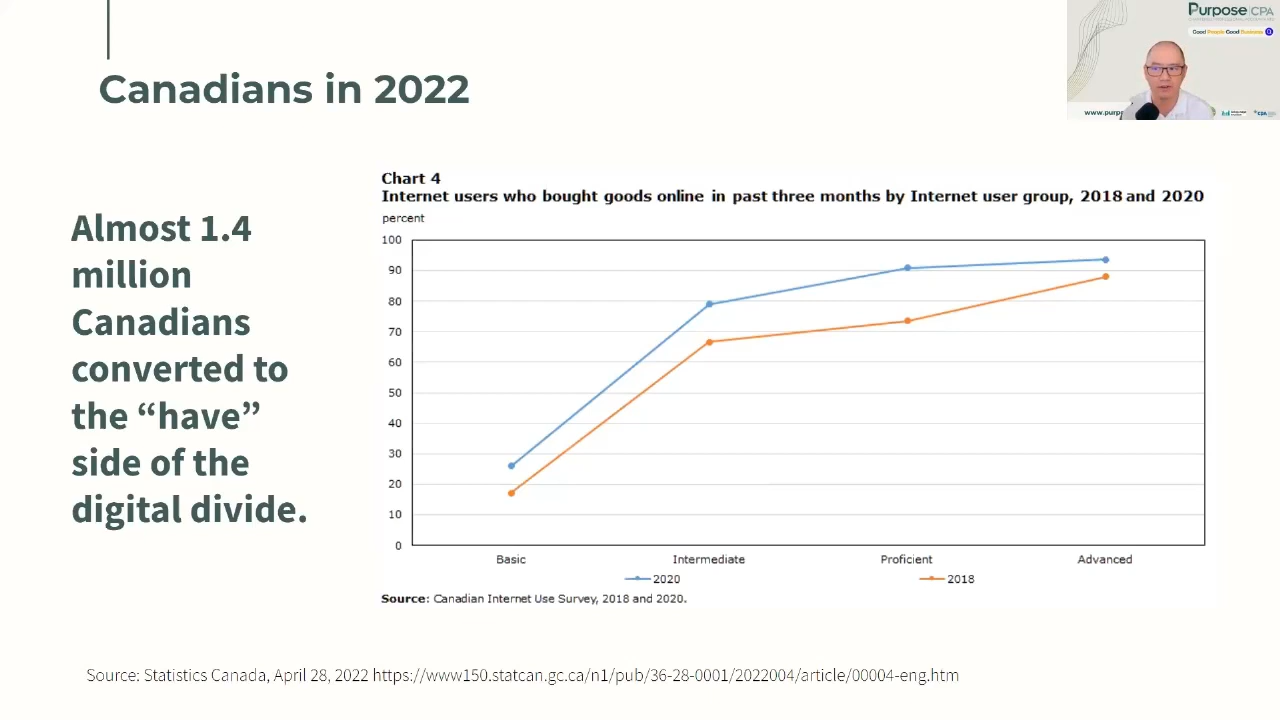 Purpose CPA
Good People Good Business
www.purp
Canadians in 2022
Almost 1.4
million
Canadians
converted to
the “have”
side of the
digital divide.
Chart 4
Internet users who bought goods online in past three months by Internet user group, 2018 and 2020
percent
100
90
80
70
60
50
40
30
20
10
0
Basic Intermediate Proficient Advanced
2020 2018
Source: Canadian Internet Use Survey, 2018 and 2020.
Source: Statistics Canada, April 28, 2022 https://www150.statcan.gc.ca/n1/pub/36-28-0001/2022004/article/00004-eng.htm